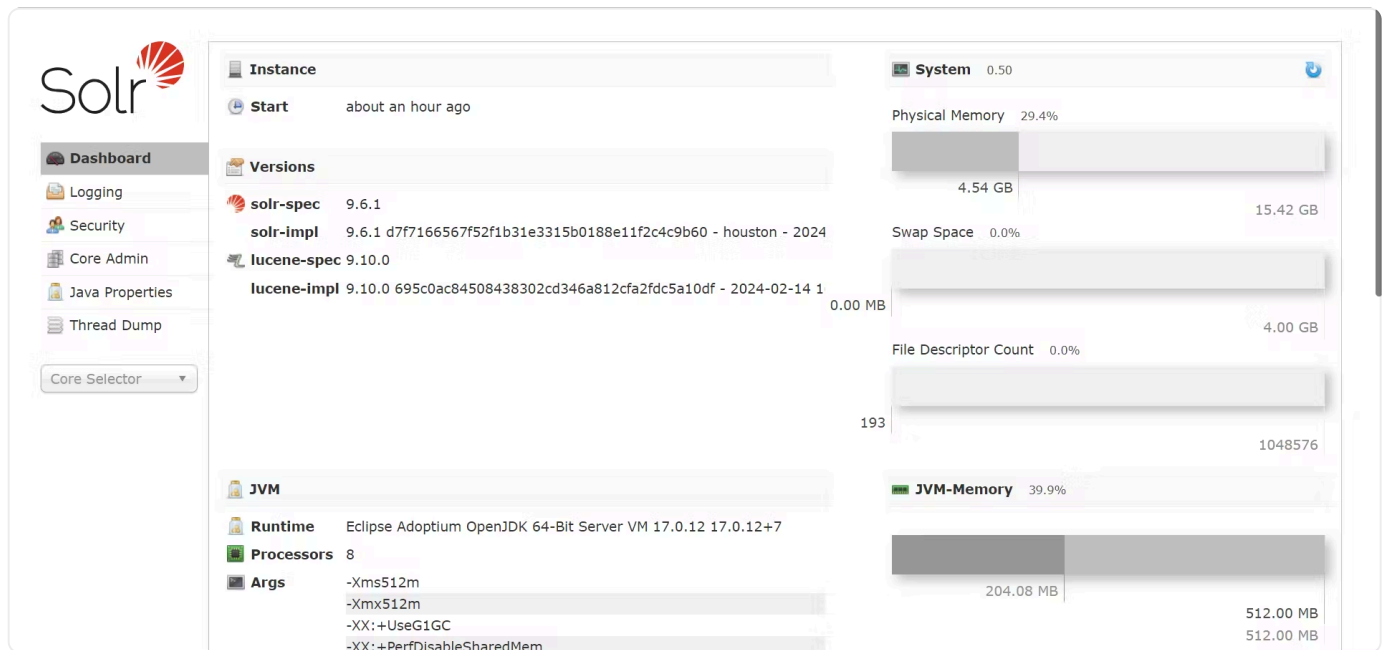 Solr
Dashboard
Logging
Security
Core Admin
Java Properties
Thread Dump
Core Selector
Instance
Start about an hour ago
Versions
solr-spec 9.6.1
solr-impl 9.6.1 d7f7166567f52f1b31e3315b0188e11f2c4c9b60 - houston - 2024
lucene-spec 9.10.0
lucene-impl 9.10.0 695c0ac84508438302cd346a812cfa2fdc5a10df - 2024-02-14 1
JVM
Runtime Eclipse Adoptium OpenJDK 64-Bit Server VM 17.0.12 17.0.12+7
Processors 8
Args -Xms512m
-Xmx512m
-XX:+UseG1GC
-XX:+PerfDisableSharedMem
System 0.50
Physical Memory 29.4%
4.54 GB
15.42 GB
Swap Space 0.0%
0.00 MB
4.00 GB
File Descriptor Count 0.0%
193
1048576
JVM-Memory 39.9%
204.08 MB
512.00 MB
512.00 MB